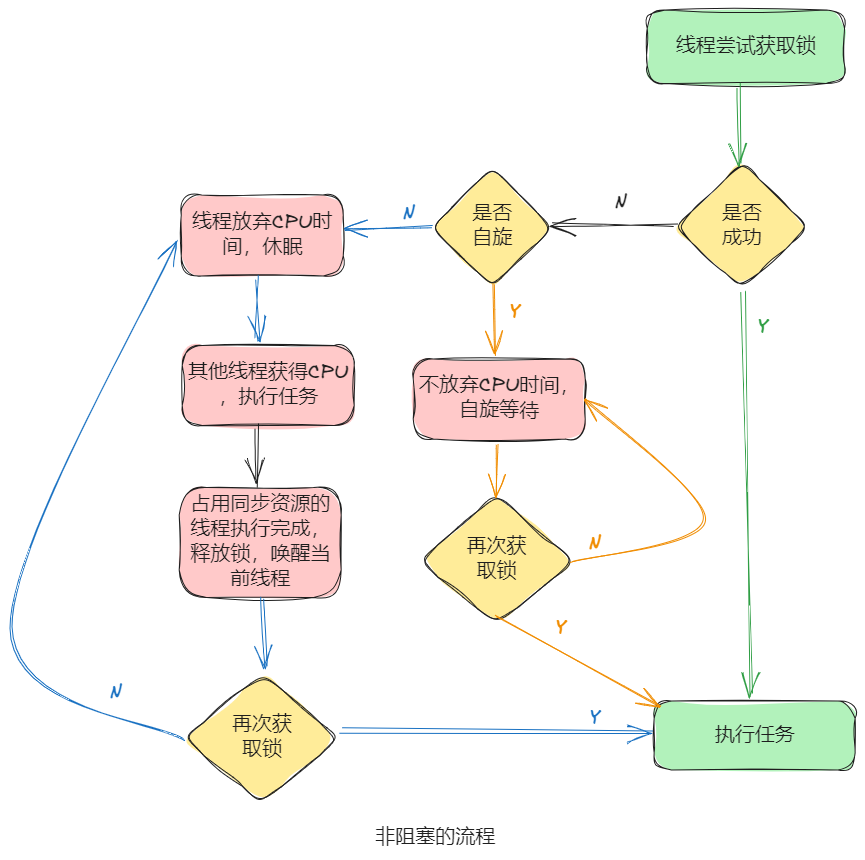 线程尝试获取锁
是否
成功
N
Y
是否
自旋
N
Y
线程放弃CPU时
间，休眠
其他线程获得CPU
，执行任务
占用同步资源的
线程执行完成，
释放锁，唤醒当
前线程
不放弃CPU时间，
自旋等待
再次获
取锁
N
Y
再次获
取锁
N
Y
执行任务
非阻塞的流程